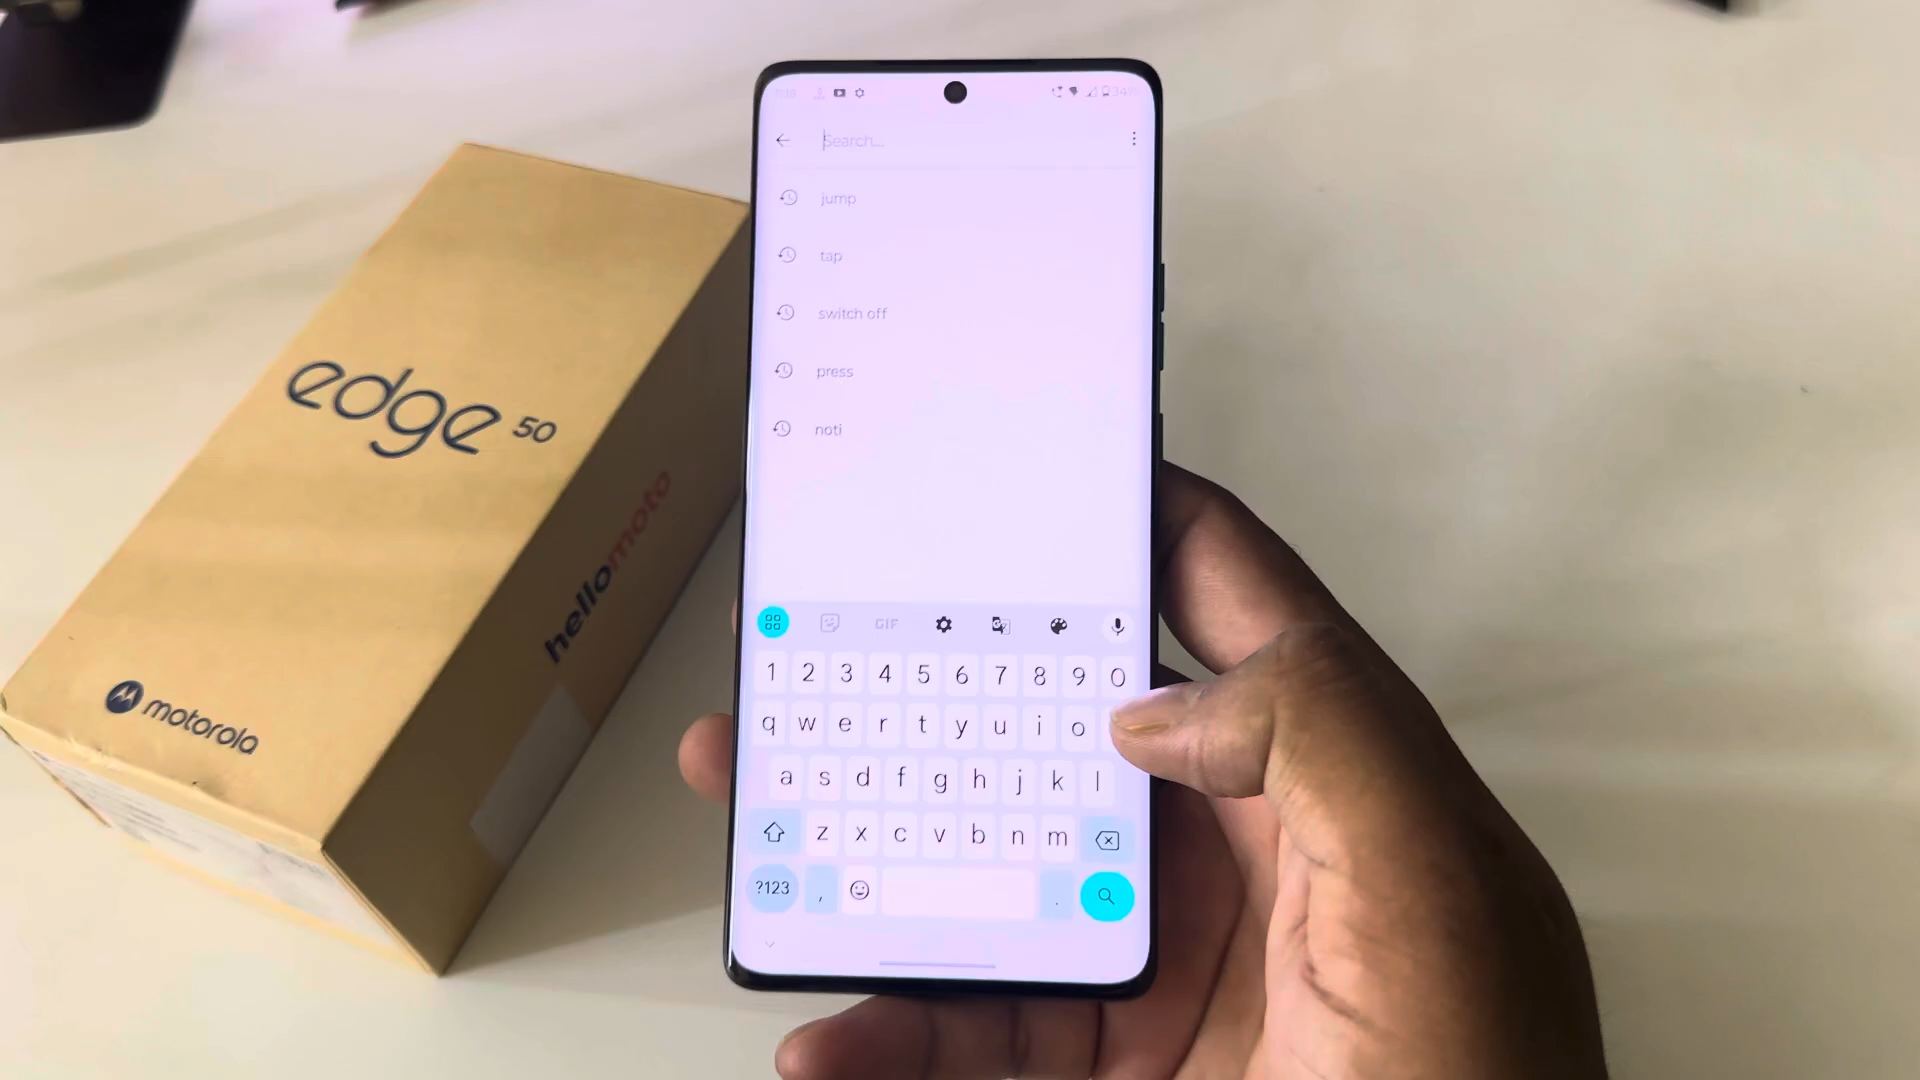 edge 50
hellomoto
motorola
34%
Search...
jump
tap
switch off
press
noti
GIF
1 2 3 4 5 6 7 8 9 0
q w e r t y u i o
a s d f g h j k l
z x c v b n m
?123 , .